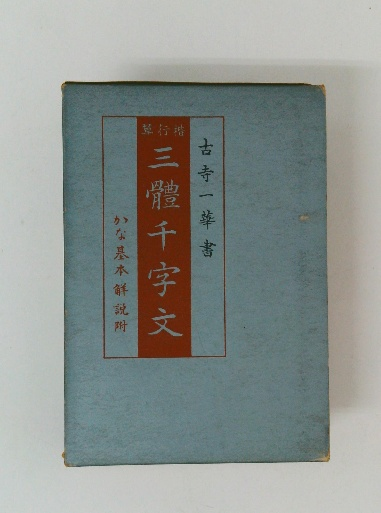 古寺一華書
楷行草
三體千字文
かな基本解説附